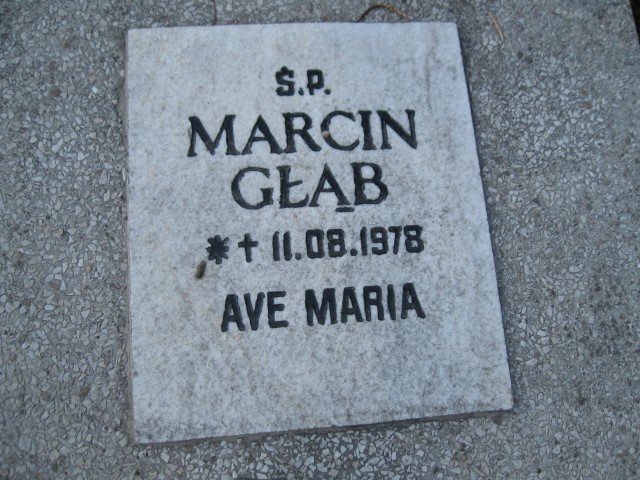 Ś.P.
MARCIN
GŁĄB
* † 11.08.1978
AVE MARIA